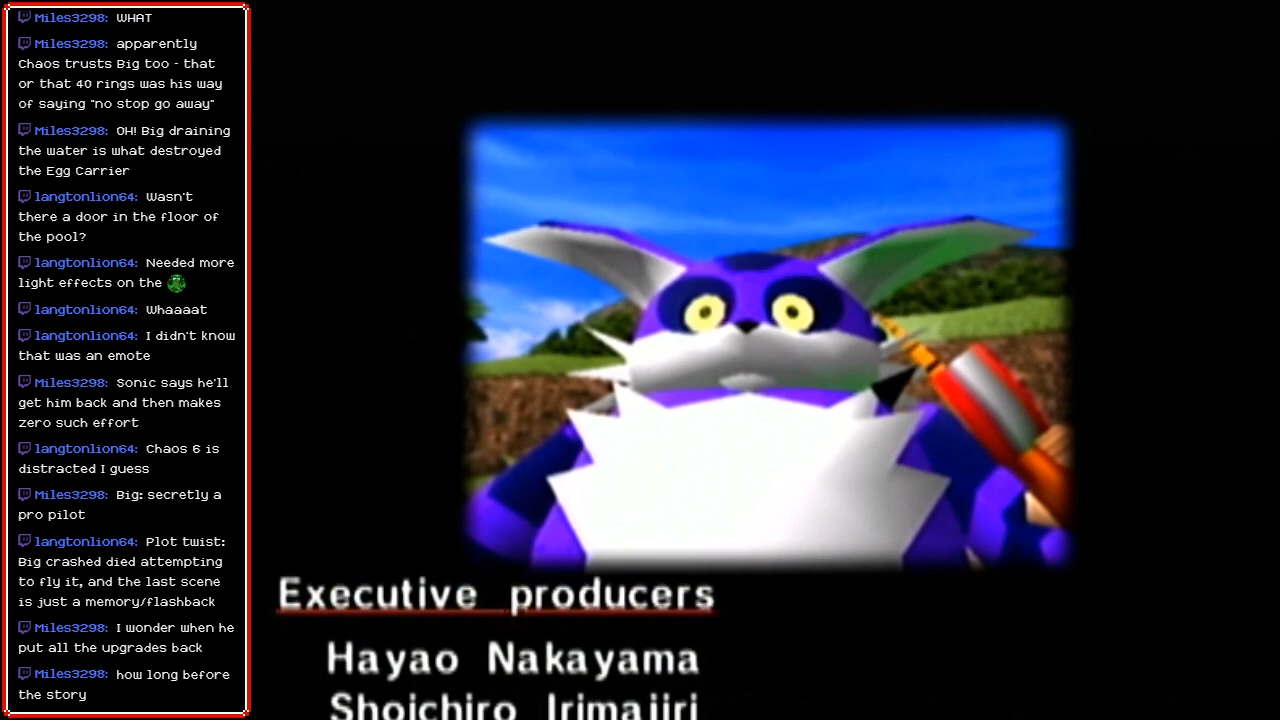 Miles3298: WHAT
Miles3298: apparently
Chaos trusts Big too - that
or that 40 rings was his way
of saying "no stop go away"
Miles3298: OH! Big draining
the water is what destroyed
the Egg Carrier
langtonlion64: Wasn't
there a door in the floor of
the pool?
langtonlion64: Needed more
light effects on the
langtonlion64: Whaaaat
langtonlion64: I didn't know
that was an emote
Miles3298: Sonic says he'll
get him back and then makes
zero such effort
langtonlion64: Chaos 6 is
distracted I guess
Miles3298: Big: secretly a
pro pilot
langtonlion64: Plot twist:
Big crashed died attempting
to fly it, and the last scene
is just a memory/flashback
Miles3298: I wonder when he
put all the upgrades back
Miles3298: how long before
the story
Executive producers
Hayao Nakayama
Shoichiro Irimajiri